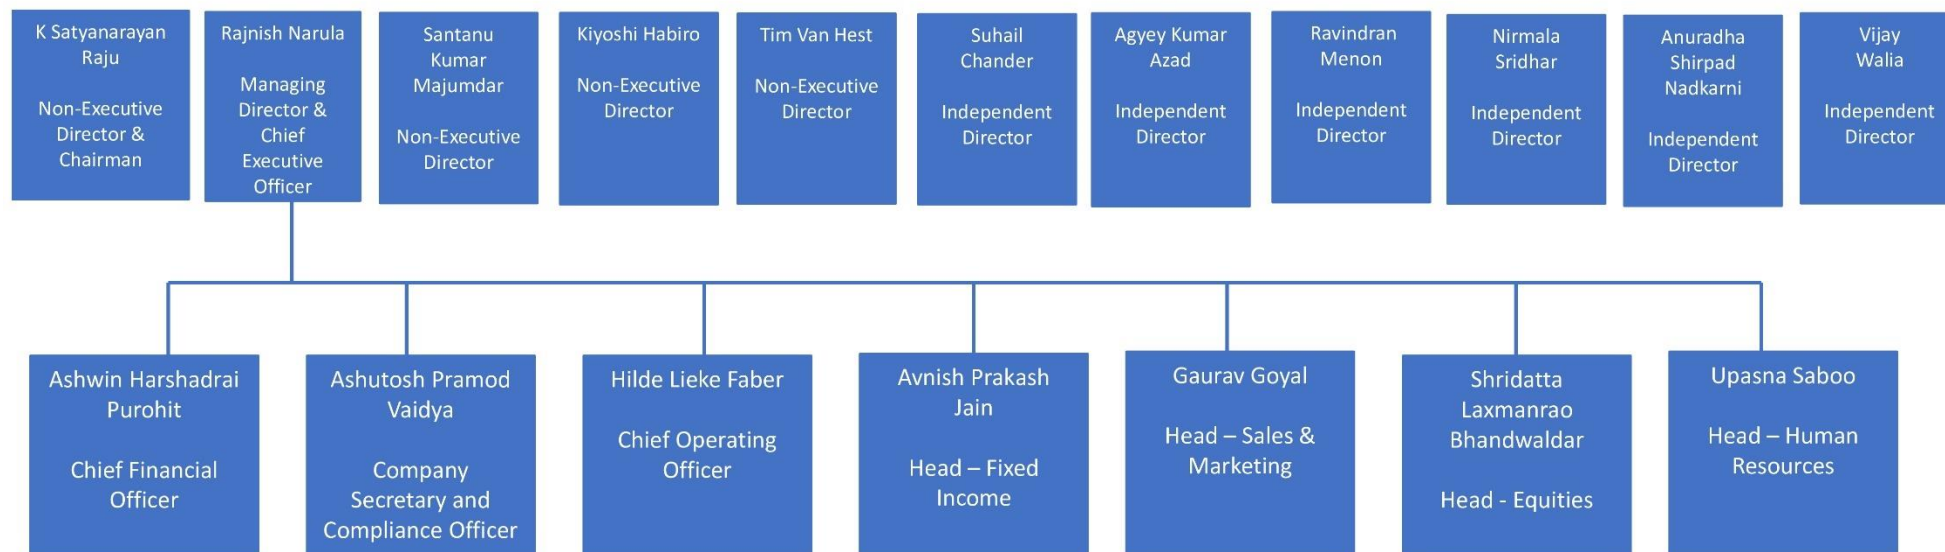 K Satyanarayan
Raju
Non-Executive
Director &
Chairman
Rajnish Narula
Managing
Director &
Chief
Executive
Officer
Santanu
Kumar
Majumdar
Non-Executive
Director
Kiyoshi Habiro
Non-Executive
Director
Tim Van Hest
Non-Executive
Director
Suhail
Chander
Independent
Director
Agyey Kumar
Azad
Independent
Director
Ravindran
Menon
Independent
Director
Nirmala
Sridhar
Independent
Director
Anuradha
Shirpad
Nadkarni
Independent
Director
Vijay
Walia
Independent
Director
Ashwin Harshadrai
Purohit
Chief Financial
Officer
Ashutosh Pramod
Vaidya
Company
Secretary and
Compliance Officer
Hilde Lieke Faber
Chief Operating
Officer
Avnish Prakash
Jain
Head – Fixed
Income
Gaurav Goyal
Head – Sales &
Marketing
Shridatta
Laxmanrao
Bhandwaldar
Head - Equities
Upasna Saboo
Head – Human
Resources